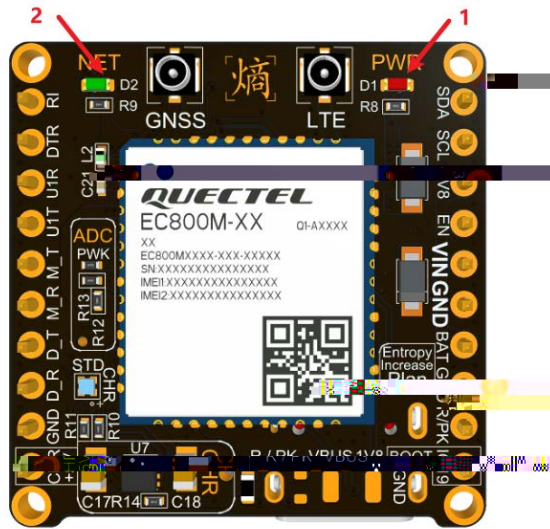 2
1
NET
PWR
D2
D1
R9
R8
熵
GNSS
LTE
RI
DTR
U1R
U1T
M_T
M_R
D_T
D_R
GND
SDA
SCL
V8
EN
VIN
GND
BAT
L2
C21
QUECTEL
EC800M-XX
Q1-AXXXX
XX
EC800MXXXX-XXX-XXXXX
SN:XXXXXXXXXXXXXXX
IMEI1:XXXXXXXXXXXXXXX
IMEI2:XXXXXXXXXXXXXXX
ADC
PWK
R13
R12
STD
CHR
R11
R10
Entropy
Increase
U7
C17
R14
C18
BOOT
GND